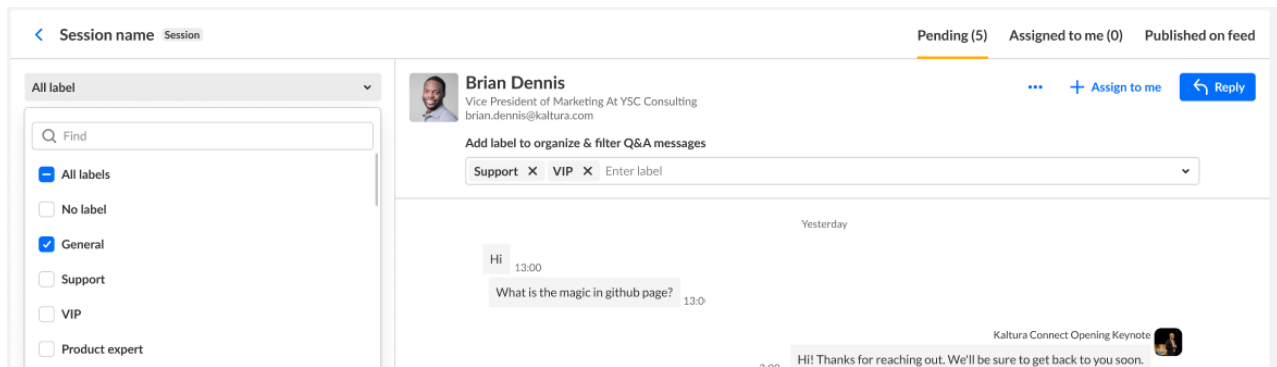 Session name Session
Pending (5) Assigned to me (0) Published on feed
All label
Find
All labels
No label
General
Support
VIP
Product expert
Brian Dennis
Vice President of Marketing At YSC Consulting
brian.dennis@kaltura.com
... + Assign to me Reply
Add label to organize & filter Q&A messages
Support × VIP × Enter label
Yesterday
Hi 13:00
What is the magic in github page?
Kaltura Connect Opening Keynote
Hi! Thanks for reaching out. We'll be sure to get back to you soon.